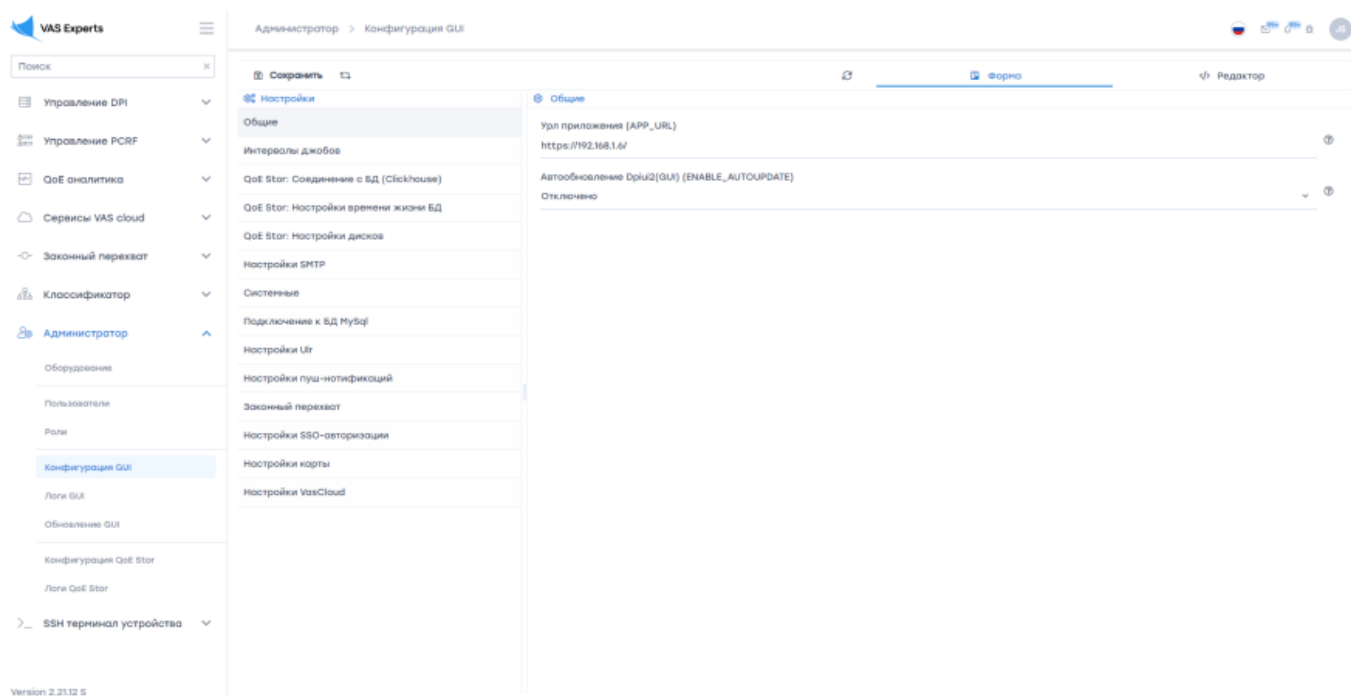 VAS Experts
Администратор > Конфигурация GUI
99+
99+
JS
Поиск
Сохранить
Форма
Редактор
Управление DPI
Управление PCRF
QoE аналитика
Сервисы VAS cloud
Законный перехват
Классификатор
Администратор
Оборудование
Пользователи
Роли
Конфигурация GUI
Логи GUI
Обновление GUI
Конфигурация QoE Stor
Логи QoE Stor
SSH терминал устройства
Version 2.21.12 S
Настройки
Общие
Интервалы джобов
QoE Stor: Соединение с БД (Clickhouse)
QoE Stor: Настройки времени жизни БД
QoE Stor: Настройки дисков
Настройки SMTP
Системные
Подключение к БД MySql
Настройки Ulr
Настройки пуш-нотификаций
Законный перехват
Настройки SSO-авторизации
Настройки карты
Настройки VasCloud
Общие
Урл приложения (APP_URL)
https://192.168.1.6/
Автообновление Dpiui2(GUI) (ENABLE_AUTOUPDATE)
Отключено